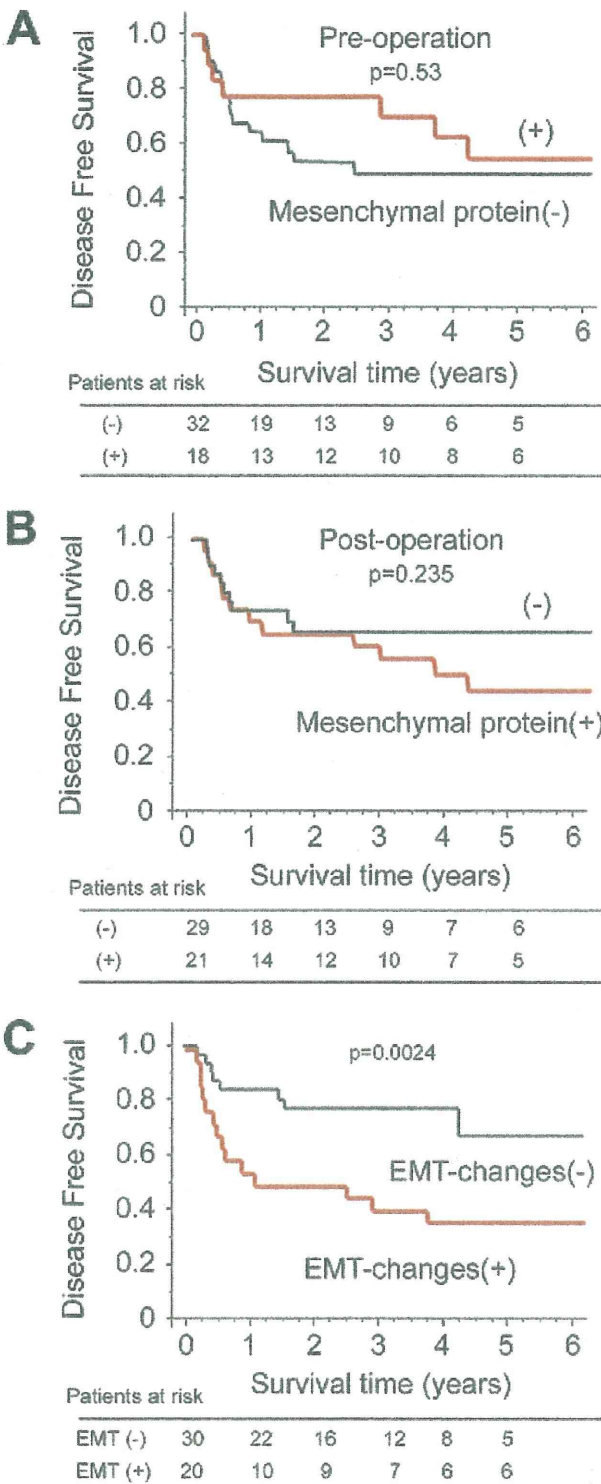 A
Disease Free Survival
1.0
0.8
0.6
0.4
0.2
0
Pre-operation
p=0.53
(+)
Mesenchymal protein(-)
0 1 2 3 4 5 6
Survival time (years)
Patients at risk
(-) 32 19 13 9 6 5
(+) 18 13 12 10 8 6
B
Disease Free Survival
1.0
0.8
0.6
0.4
0.2
0
Post-operation
p=0.235
(-)
Mesenchymal protein(+)
0 1 2 3 4 5 6
Survival time (years)
Patients at risk
(-) 29 18 13 9 7 6
(+) 21 14 12 10 7 5
C
Disease Free Survival
1.0
0.8
0.6
0.4
0.2
0
p=0.0024
EMT-changes(-)
EMT-changes(+)
0 1 2 3 4 5 6
Survival time (years)
Patients at risk
EMT (-) 30 22 16 12 8 5
EMT (+) 20 10 9 7 6 6